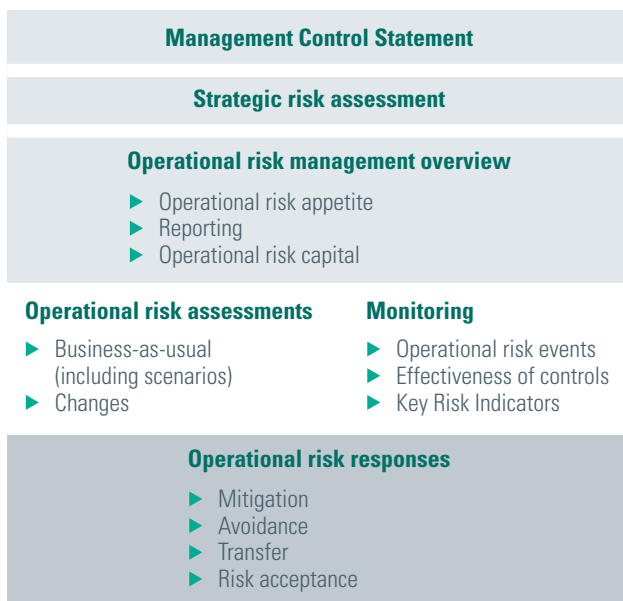 Management Control Statement
Strategic risk assessment
Operational risk management overview
Operational risk appetite
Reporting
Operational risk capital
Operational risk assessments
Business-as-usual
(including scenarios)
Changes
Monitoring
Operational risk events
Effectiveness of controls
Key Risk Indicators
Operational risk responses
Mitigation
Avoidance
Transfer
Risk acceptance